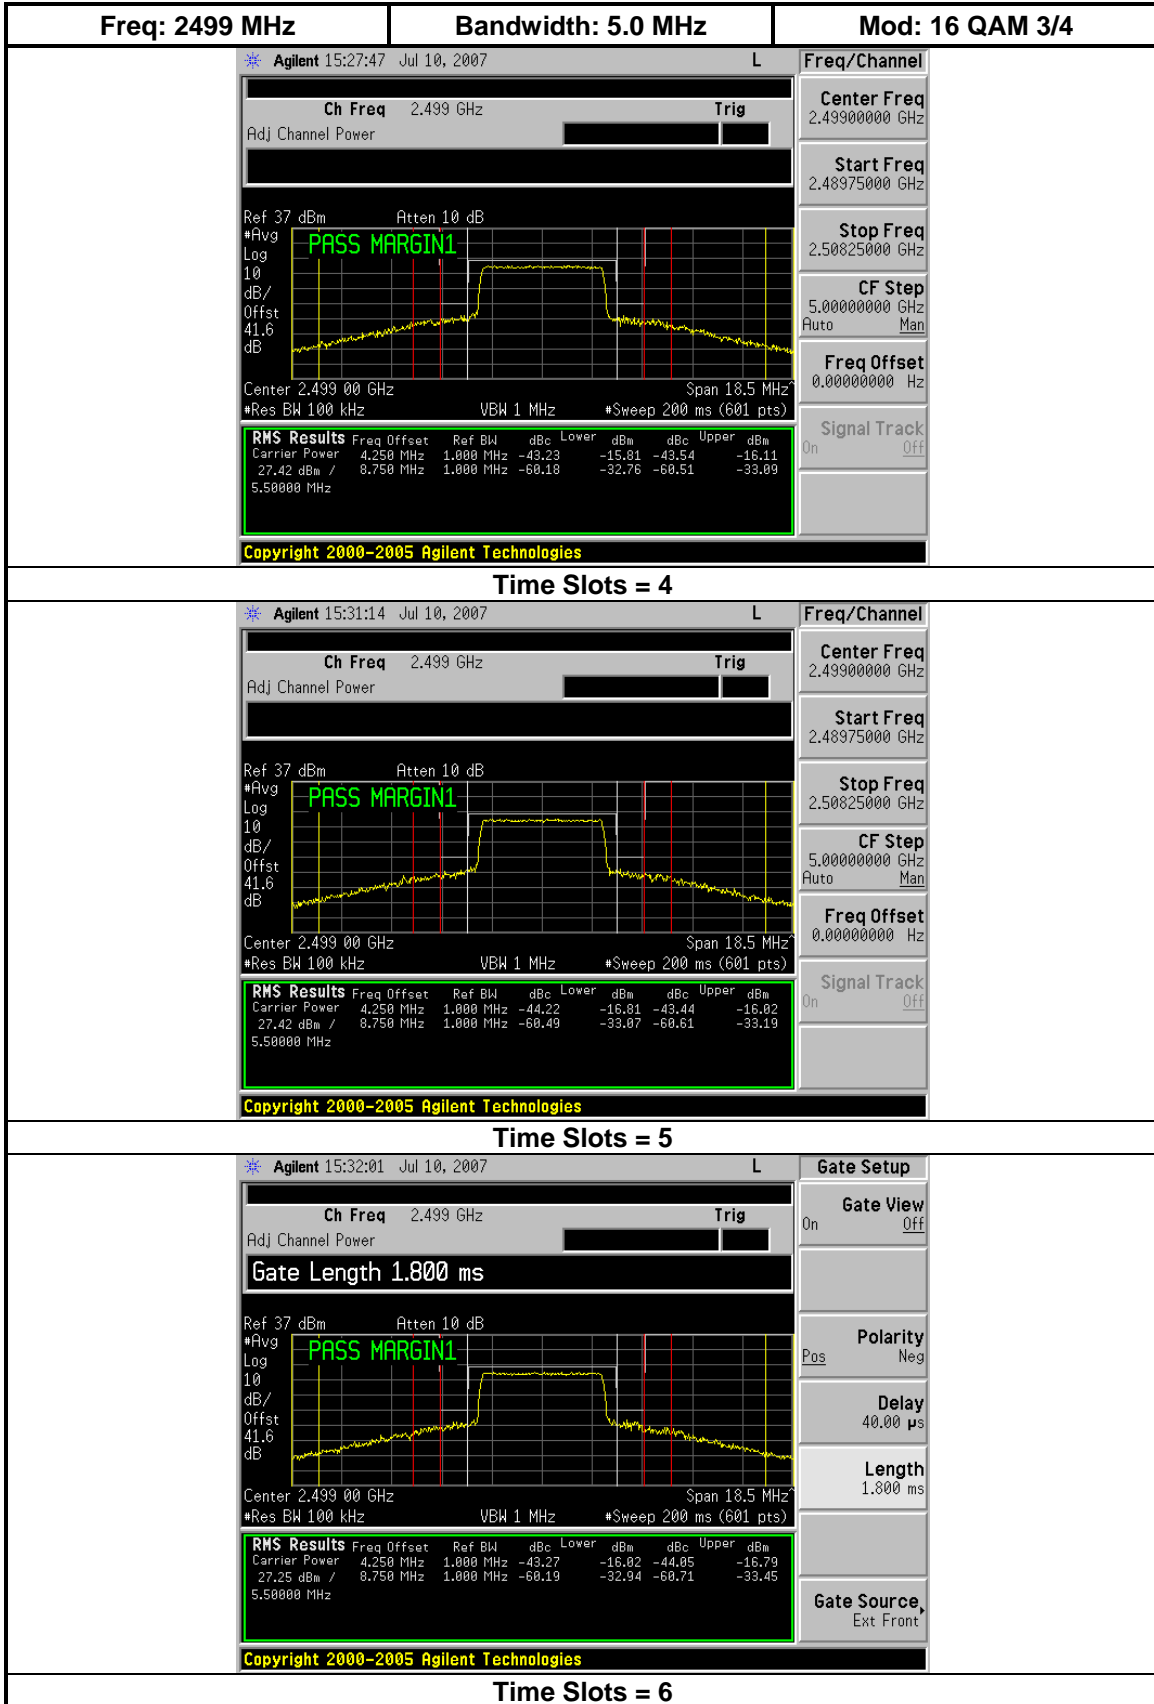 Freq: 2499 MHz Bandwidth: 5.0 MHz Mod: 16 QAM 3/4
Agilent 15:27:47 Jul 10, 2007 L Freq/Channel
Ch Freq 2.499 GHz Trig
Adj Channel Power
Center Freq
2.49900000 GHz
Start Freq
2.48975000 GHz
Stop Freq
2.50825000 GHz
CF Step
5.00000000 GHz
Auto Man
Freq Offset
0.00000000 Hz
Signal Track
On Off
Ref 37 dBm Atten 10 dB
#Avg
Log
10
dB/
Offst
41.6
dB
PASS MARGIN1
Center 2.499 00 GHz Span 18.5 MHz^
#Res BW 100 kHz VBW 1 MHz #Sweep 200 ms (601 pts)
RMS Results Freq Offset Ref BW dBc Lower dBm dBc Upper dBm
Carrier Power 4.250 MHz 1.000 MHz -43.23 -15.81 -43.54 -16.11
27.42 dBm / 8.750 MHz 1.000 MHz -60.18 -32.76 -60.51 -33.09
5.50000 MHz
Copyright 2000-2005 Agilent Technologies
Time Slots = 4
Agilent 15:31:14 Jul 10, 2007 L Freq/Channel
Ch Freq 2.499 GHz Trig
Adj Channel Power
Center Freq
2.49900000 GHz
Start Freq
2.48975000 GHz
Stop Freq
2.50825000 GHz
CF Step
5.00000000 GHz
Auto Man
Freq Offset
0.00000000 Hz
Signal Track
On Off
Ref 37 dBm Atten 10 dB
#Avg
Log
10
dB/
Offst
41.6
dB
PASS MARGIN1
Center 2.499 00 GHz Span 18.5 MHz^
#Res BW 100 kHz VBW 1 MHz #Sweep 200 ms (601 pts)
RMS Results Freq Offset Ref BW dBc Lower dBm dBc Upper dBm
Carrier Power 4.250 MHz 1.000 MHz -44.22 -16.81 -43.44 -16.02
27.42 dBm / 8.750 MHz 1.000 MHz -60.49 -33.07 -60.61 -33.19
5.50000 MHz
Copyright 2000-2005 Agilent Technologies
Time Slots = 5
Agilent 15:32:01 Jul 10, 2007 L Gate Setup
Ch Freq 2.499 GHz Trig
Adj Channel Power
Gate Length 1.800 ms
Gate View
On Off
Polarity
Pos Neg
Delay
40.00 µs
Length
1.800 ms
Gate Source
Ext Front
Ref 37 dBm Atten 10 dB
#Avg
Log
10
dB/
Offst
41.6
dB
PASS MARGIN1
Center 2.499 00 GHz Span 18.5 MHz^
#Res BW 100 kHz VBW 1 MHz #Sweep 200 ms (601 pts)
RMS Results Freq Offset Ref BW dBc Lower dBm dBc Upper dBm
Carrier Power 4.250 MHz 1.000 MHz -43.27 -16.02 -44.05 -16.79
27.25 dBm / 8.750 MHz 1.000 MHz -60.19 -32.94 -60.71 -33.45
5.50000 MHz
Copyright 2000-2005 Agilent Technologies
Time Slots = 6